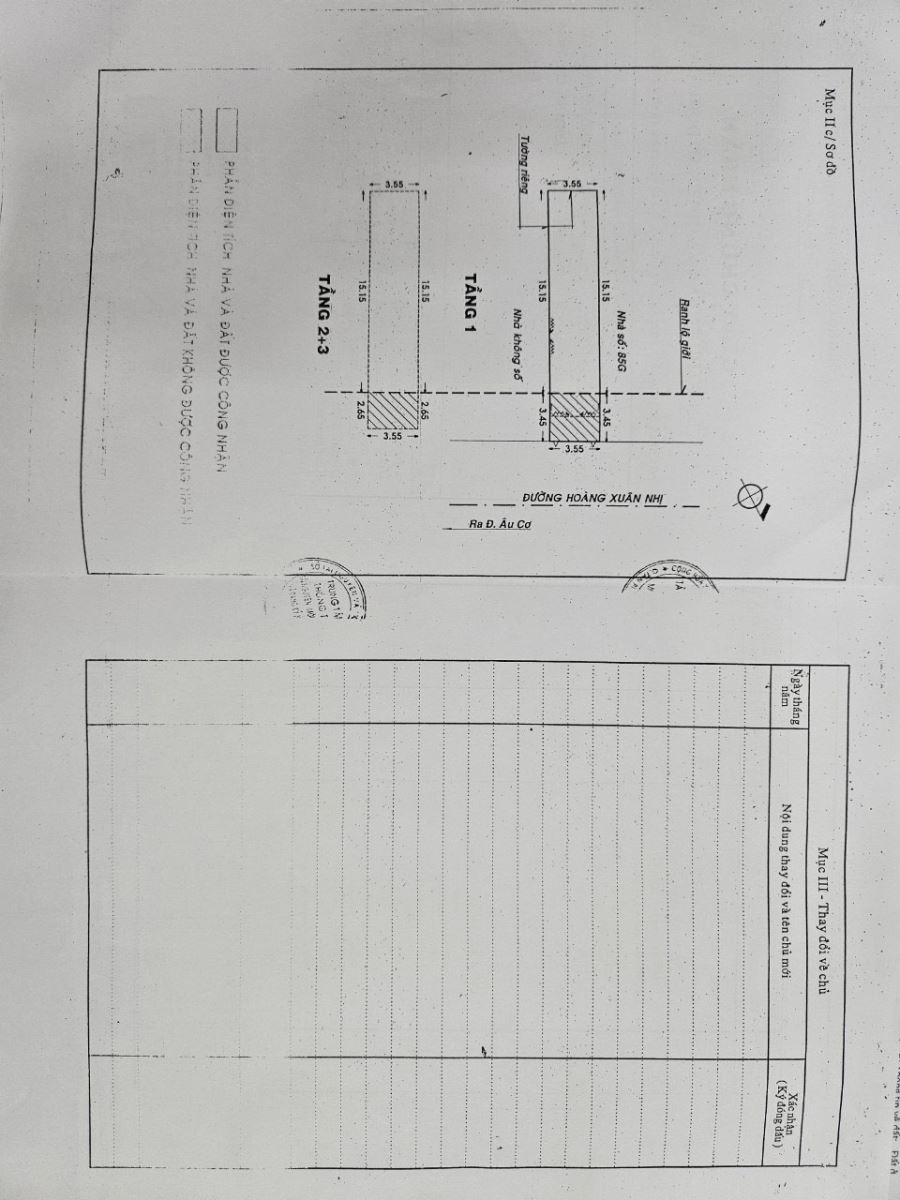 Mục II c/ Sơ đồ
Ranh lộ giới
Nhà số: 85G
15.15
3.45
3.55
3.55
15.15
3.45
Tường riêng
Nhà không số
TẦNG 1
15.15
2.65
3.55
3.55
15.15
2.65
TẦNG 2+3
ĐƯỜNG HOÀNG XUÂN NHỊ
Ra Đ. Âu Cơ
PHẦN DIỆN TÍCH NHÀ VÀ ĐẤT ĐƯỢC CÔNG NHẬN
PHẦN DIỆN TÍCH NHÀ VÀ ĐẤT KHÔNG ĐƯỢC CÔNG NHẬN
TRUNG TÂM
Mục III - Thay đổi về chủ
Ngày tháng
năm
Nội dung thay đổi và tên chủ mới
Xác nhận
( Ký đóng dấu )